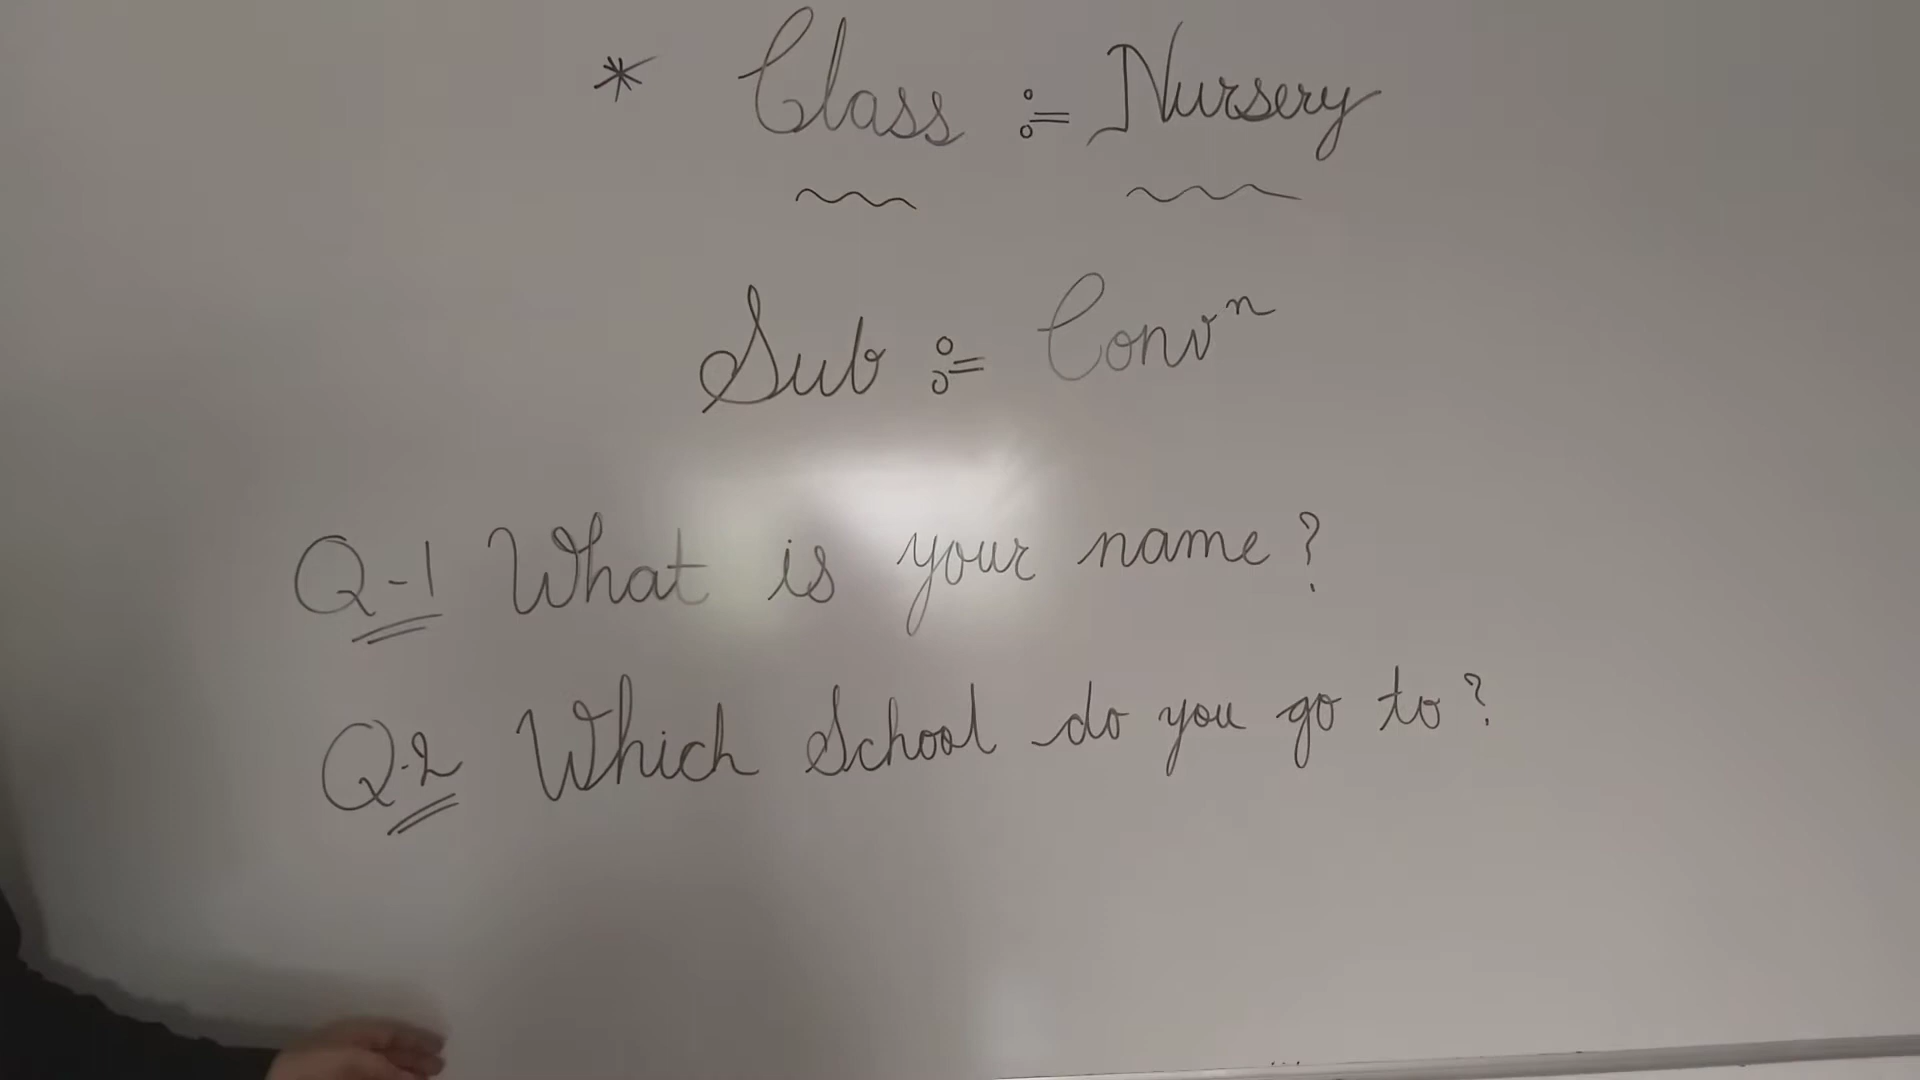 * Class := Nursery
Sub := Convⁿ
Q-1 What is your name?
Q-2 Which School do you go to?